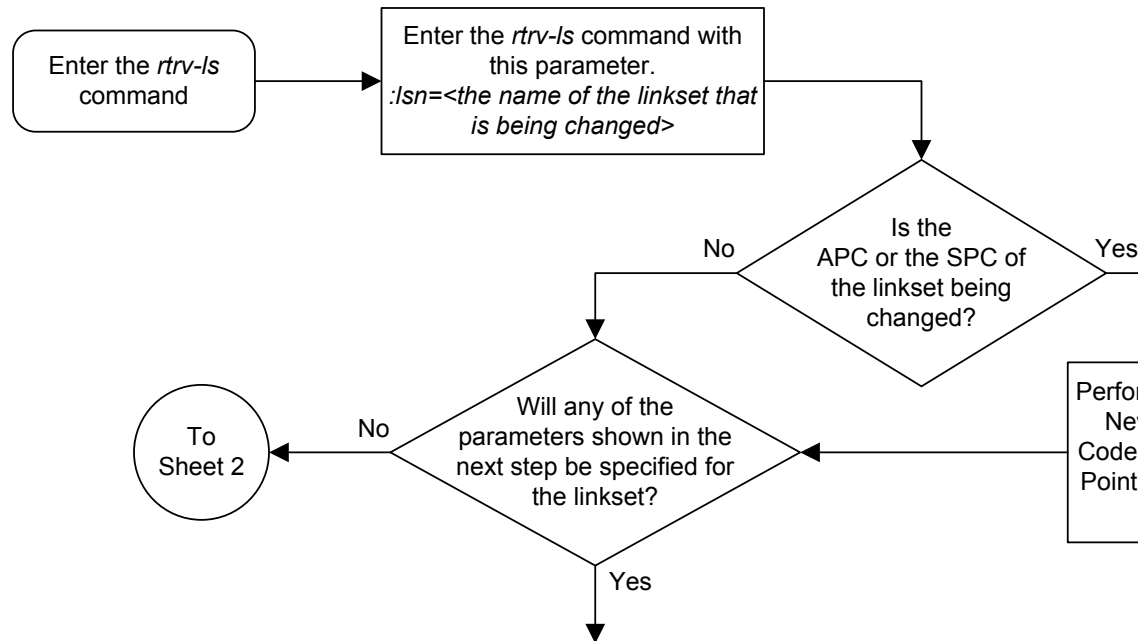 Enter the rtrv-ls
command
Enter the rtrv-ls command with
this parameter.
:lsn=<the name of the linkset that
is being changed>
Is the
APC or the SPC of
the linkset being
changed?
No
Yes
Will any of the
parameters shown in the
next step be specified for
the linkset?
No
Yes
To
Sheet 2
Code
Point